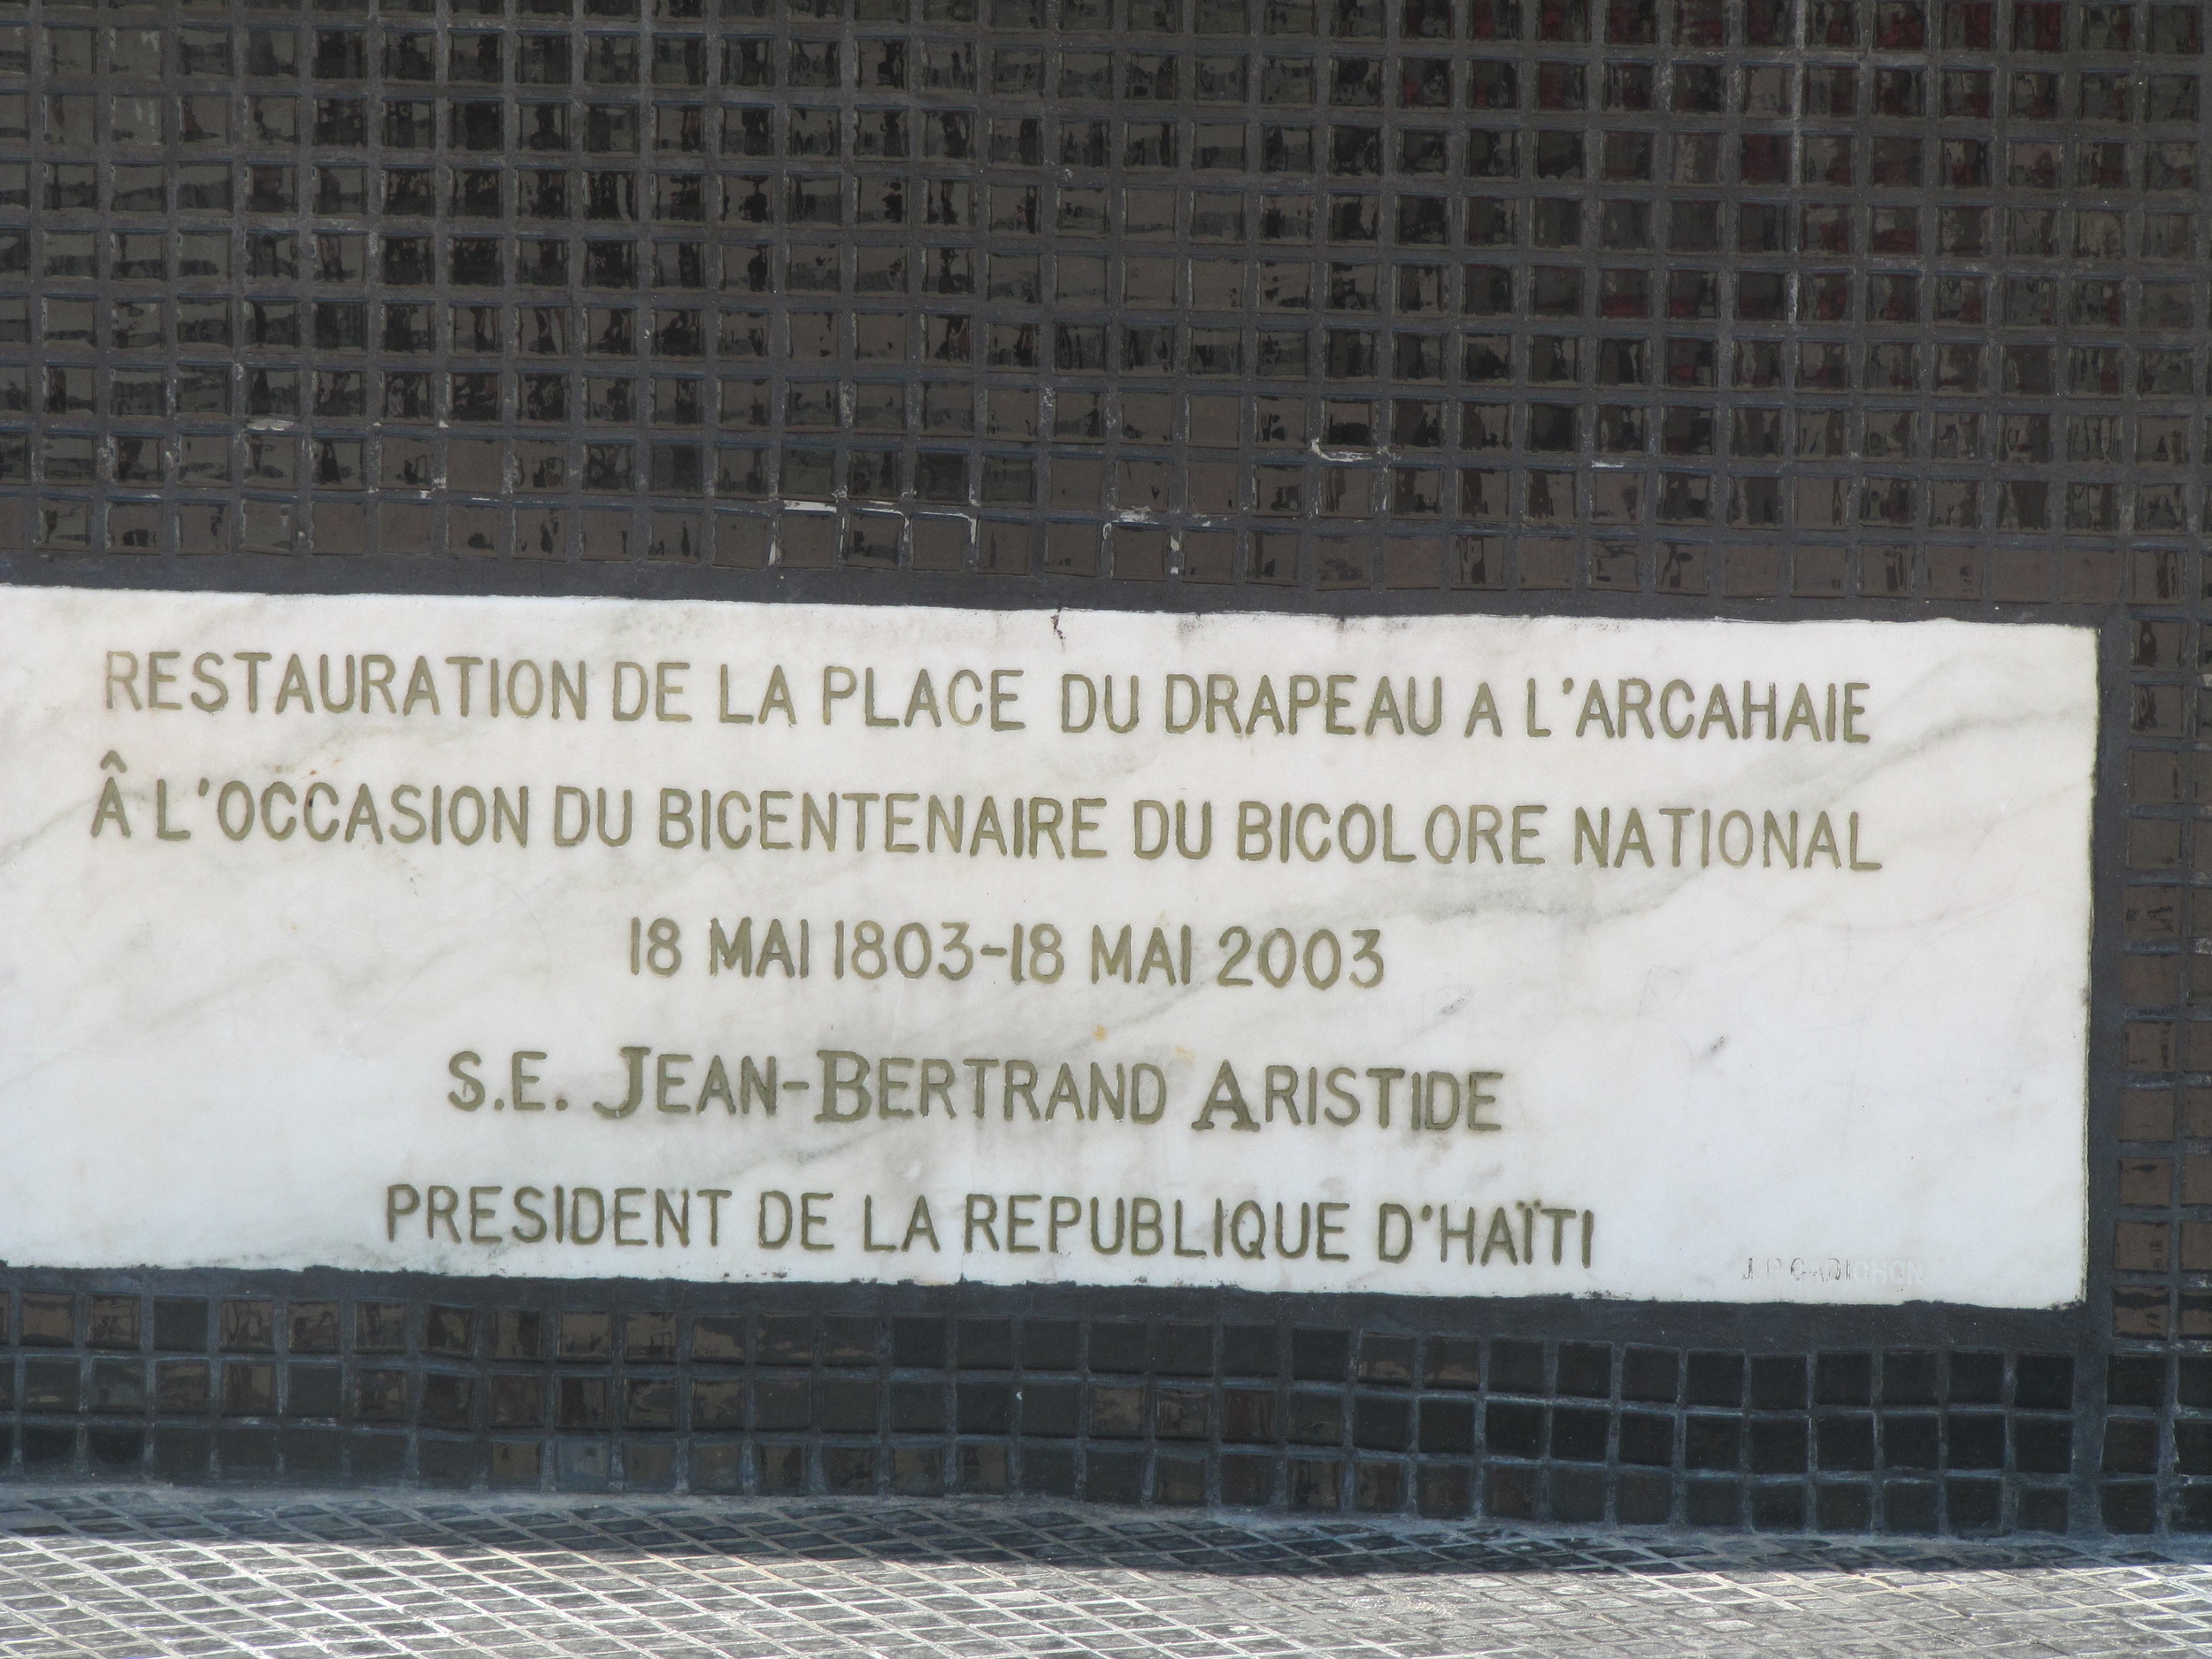 RESTAURATION DE LA PLACE DU DRAPEAU A L'ARCAHAIE
Â L'OCCASION DU BICENTENAIRE DU BICOLORE NATIONAL
18 MAI 1803-18 MAI 2003
S.E. JEAN-BERTRAND ARISTIDE
PRESIDENT DE LA REPUBLIQUE D'HAÏTI